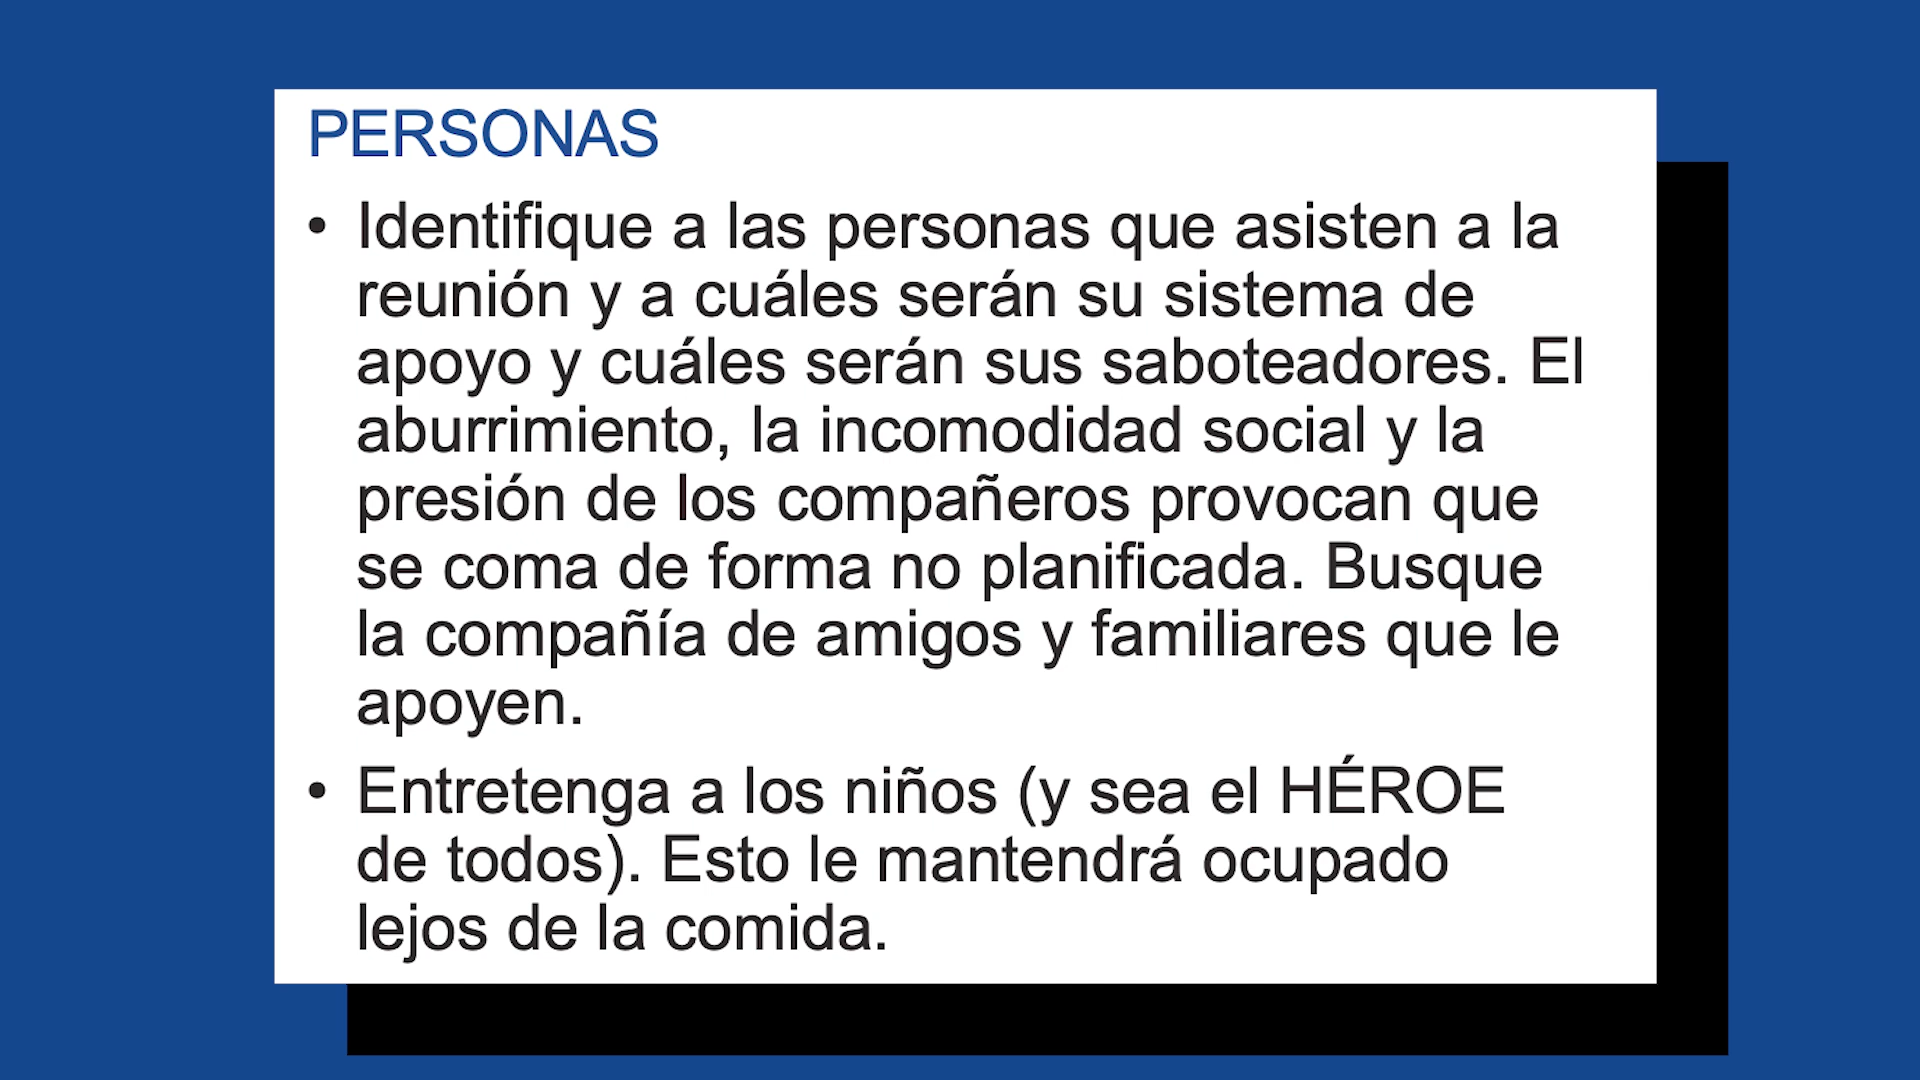 PERSONAS
• Identifique a las personas que asisten a la
reunión y a cuáles serán su sistema de
apoyo y cuáles serán sus saboteadores. El
aburrimiento, la incomodidad social y la
presión de los compañeros provocan que
se coma de forma no planificada. Busque
la compañía de amigos y familiares que le
apoyen.
• Entretenga a los niños (y sea el HÉROE
de todos). Esto le mantendrá ocupado
lejos de la comida.